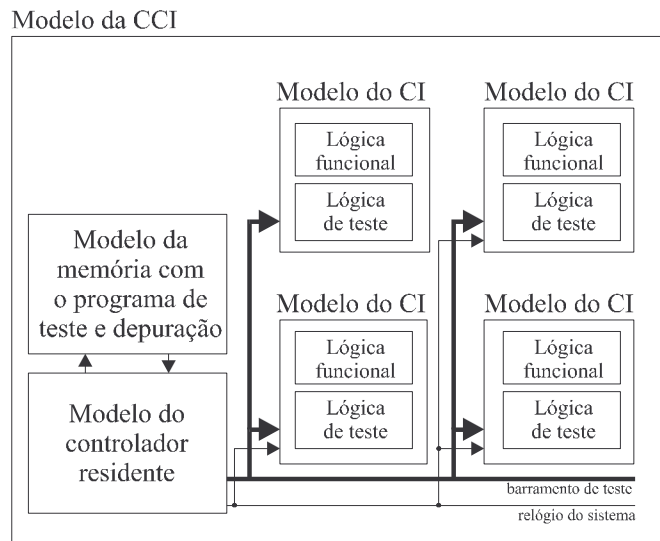 Modelo da CCI
Modelo do CI
Lógica
funcional
Lógica
de teste
Modelo do CI
Lógica
funcional
Lógica
de teste
Modelo da
memória com
o programa de
teste e depuração
Modelo do CI
Lógica
funcional
Lógica
de teste
Modelo do CI
Lógica
funcional
Lógica
de teste
Modelo do
controlador
residente
barramento de teste
relógio do sistema